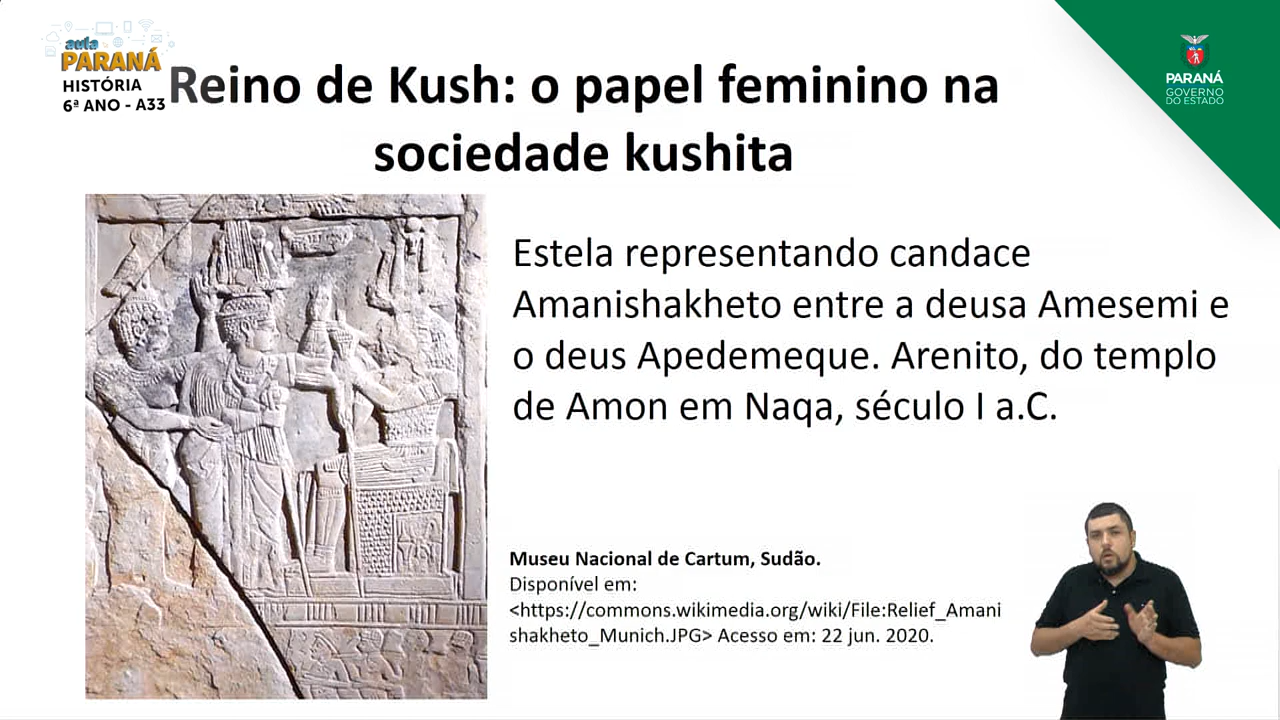 aula
PARANÁ
HISTÓRIA
6º ANO - A33
Reino de Kush: o papel feminino na
sociedade kushita
PARANÁ
GOVERNO
DO ESTADO
Estela representando candace
Amanishakheto entre a deusa Amesemi e
o deus Apedemeque. Arenito, do templo
de Amon em Naqa, século I a.C.
Museu Nacional de Cartum, Sudão.
Disponível em:
<https://commons.wikimedia.org/wiki/File:Relief_Amani
shakheto_Munich.JPG> Acesso em: 22 jun. 2020.